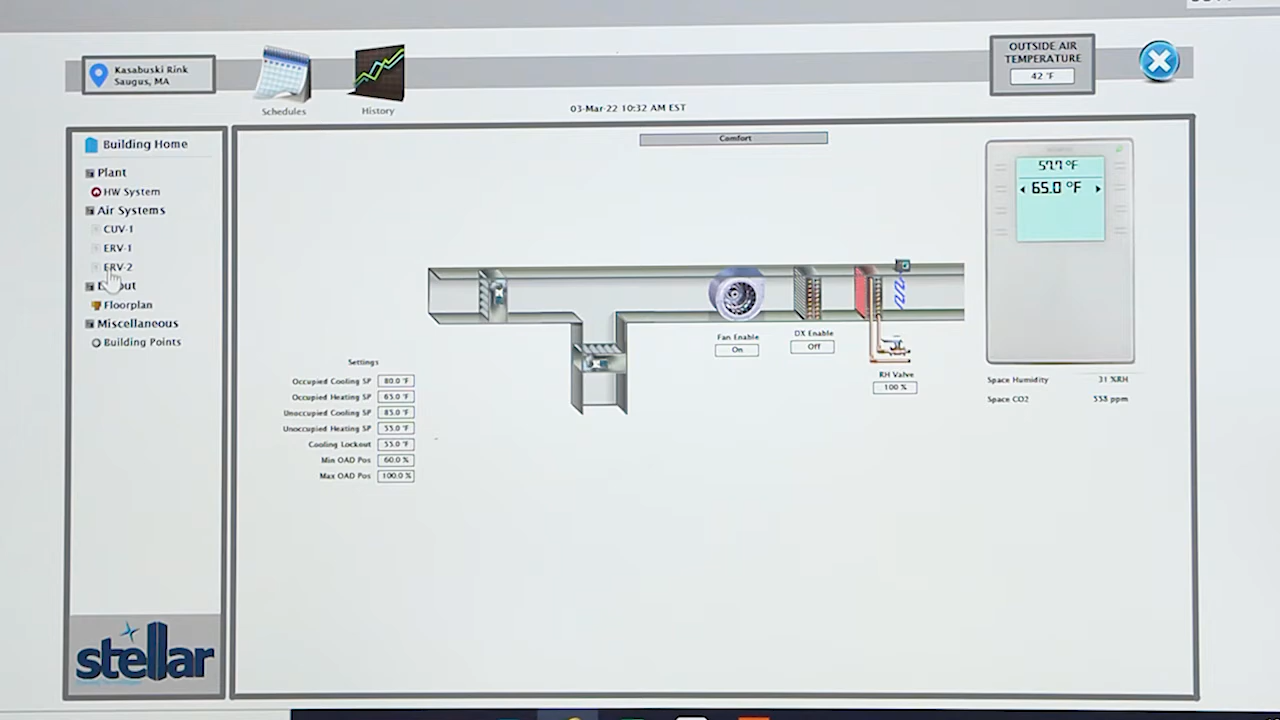 Kasabuski Rink
Saugus, MA
Schedules
History
OUTSIDE AIR
TEMPERATURE
42 °F
03-Mar-22 10:32 AM EST
Building Home
Plant
HW System
Air Systems
CUV-1
ERV-1
ERV-2
Floorplan
Miscellaneous
Building Points
stellar
Comfort
57.7 °F
65.0 °F
Fan Enable
On
DX Enable
Off
RH Valve
100 %
Space Humidity 31 %RH
Space CO2 558 ppm
Settings
Occupied Cooling SP 80.0 °F
Occupied Heating SP 65.0 °F
Unoccupied Cooling SP 85.0 °F
Unoccupied Heating SP 55.0 °F
Cooling Lockout 55.0 °F
Min OAD Pos 60.0 %
Max OAD Pos 100.0 %